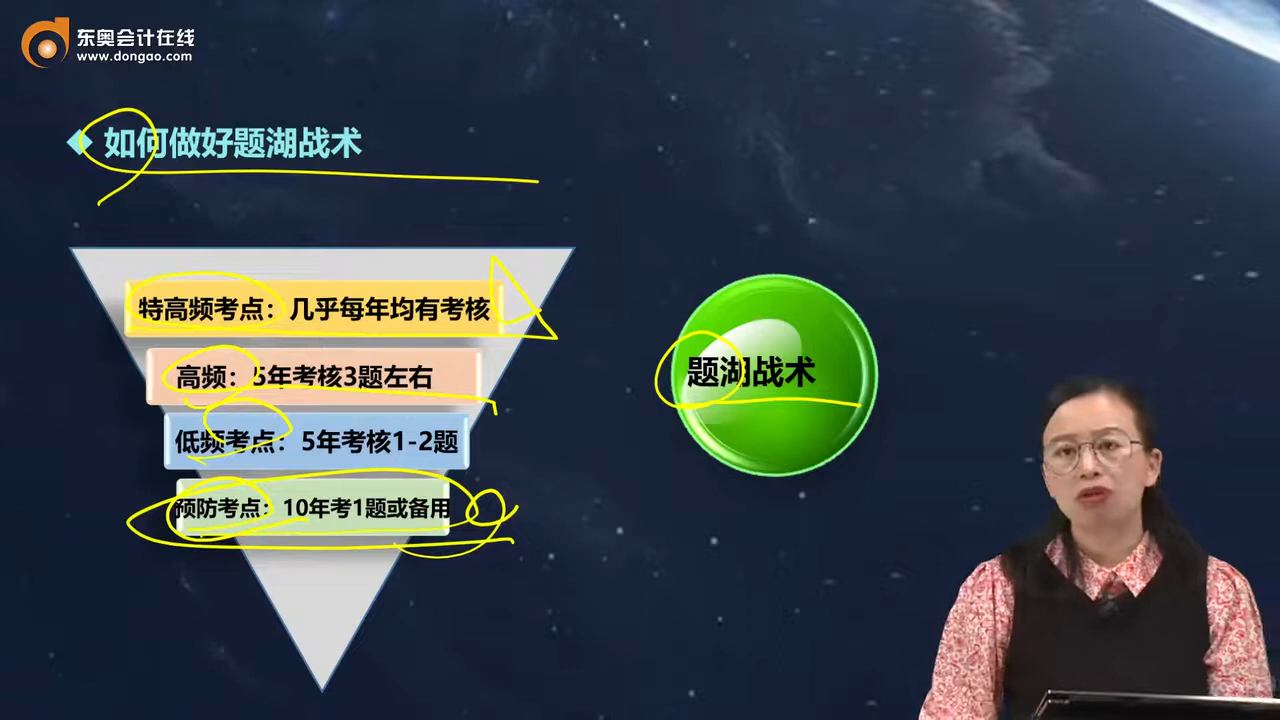 东奥会计在线
www.dongao.com
如何做好题湖战术
特高频考点：几乎每年均有考核
高频：5年考核3题左右
低频考点：5年考核1-2题
预防考点：10年考1题或备用
题湖战术